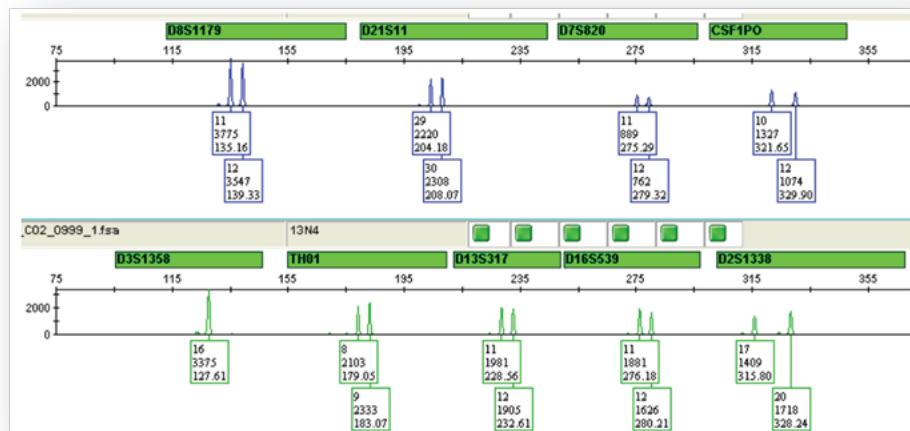 D8S1179 D21S11 D7S820 CSF1PO
75 115 155 195 235 275 315 355
2000
0
11 29 11 10
3775 2220 889 1327
135.16 204.18 275.29 321.65
12 30 12 12
3547 2308 762 1074
139.33 208.07 279.32 329.90
_C02_0999_1.fsa 13N4
D3S1358 TH01 D13S317 D16S539 D2S1338
75 115 155 195 235 275 315 355
2000
0
16 8 11 11 17
3375 2103 1981 1881 1409
127.61 179.05 228.56 276.18 315.80
9 12 12 20
2333 1905 1626 1718
183.07 232.61 280.21 328.24